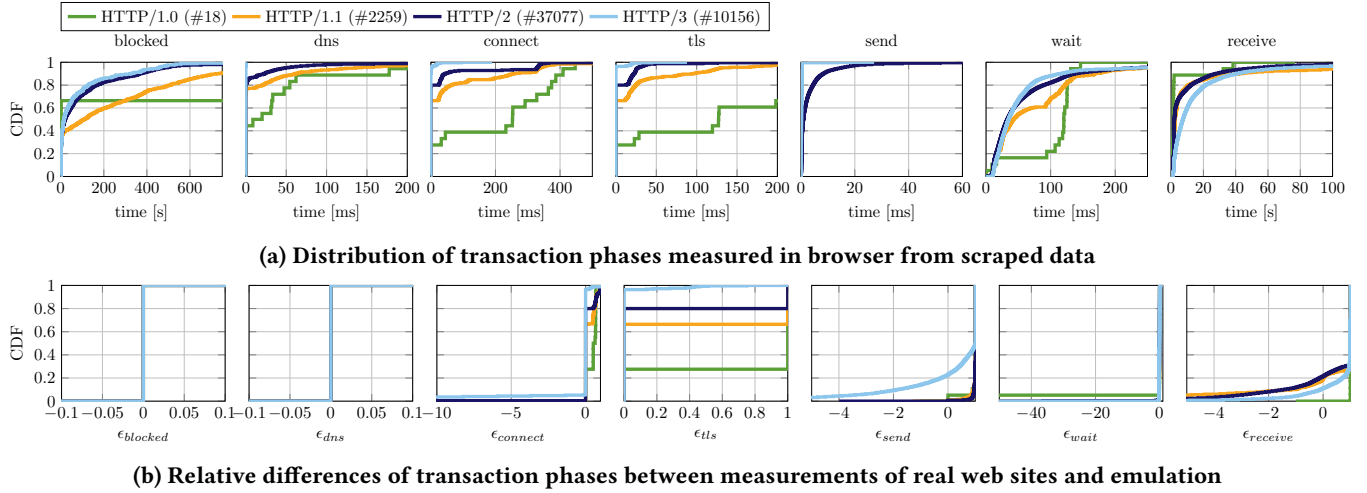 HTTP/1.0 (#18) HTTP/1.1 (#2259) HTTP/2 (#37077) HTTP/3 (#10156)
blocked dns connect tls send wait receive
CDF
1
0.8
0.6
0.4
0.2
0
0 200 400 600 0 50 100 150 200 0 200 400 0 50 100 150 200 0 20 40 60 0 100 200 0 20 40 60 80 100
time [s] time [ms] time [ms] time [ms] time [ms] time [ms] time [s]
(a) Distribution of transaction phases measured in browser from scraped data
CDF
1
0.8
0.6
0.4
0.2
0
−0.1 −0.05 0 0.05 0.1 −0.1 −0.05 0 0.05 0.1 −10 −5 0 0 0.2 0.4 0.6 0.8 1 −4 −2 0 −40 −20 0 −4 −2 0
ϵblocked ϵdns ϵconnect ϵtls ϵsend ϵwait ϵreceive
(b) Relative differences of transaction phases between measurements of real web sites and emulation